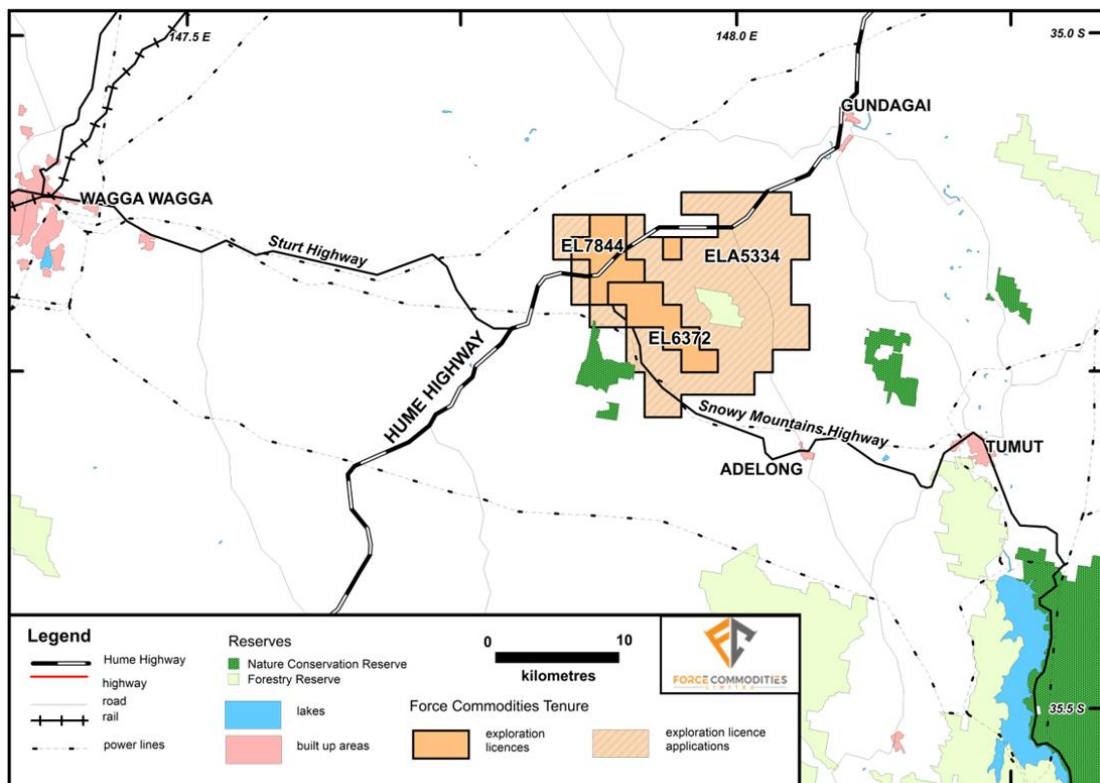 147.5 E
148.0 E
35.0 S
GUNDAGAI
WAGGA WAGGA
Sturt Highway
EL7844
ELA5334
EL6372
HUME HIGHWAY
Snowy Mountains Highway
ADELONG
TUMUT
35.5 S
Legend
Hume Highway
highway
road
rail
power lines
Reserves
Nature Conservation Reserve
Forestry Reserve
lakes
built up areas
0 10
kilometres
Force Commodities Tenure
exploration
licences
exploration licence
applications
FORCE COMMODITIES
LIMITED